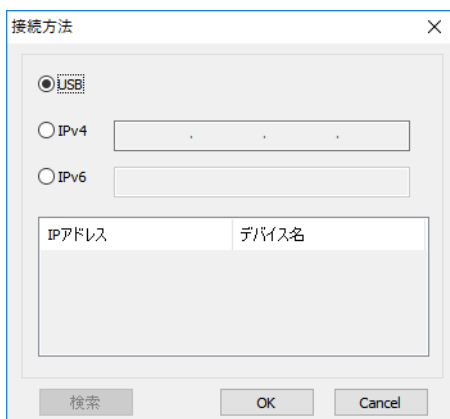 接続方法
USB
IPv4 . . .
IPv6
IPアドレス デバイス名
検索 OK Cancel